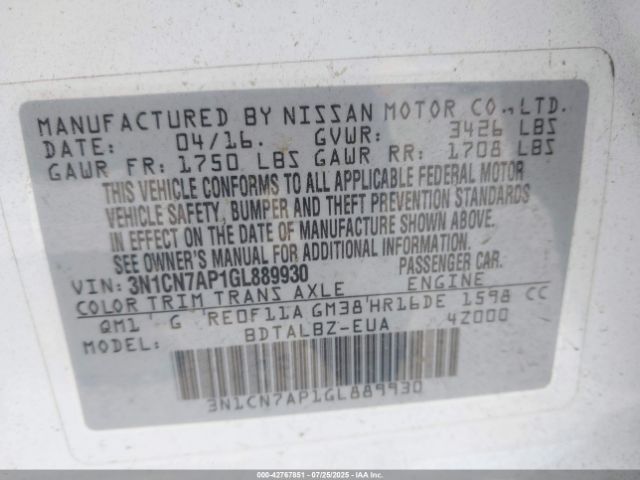 MANUFACTURED BY NISSAN MOTOR CO.,LTD.
DATE: 04/16. GVWR: 3426 LBS
GAWR FR: 1750 LBS GAWR RR: 1708 LBS
THIS VEHICLE CONFORMS TO ALL APPLICABLE FEDERAL MOTOR
VEHICLE SAFETY, BUMPER AND THEFT PREVENTION STANDARDS
IN EFFECT ON THE DATE OF MANUFACTURE SHOWN ABOVE.
SEE OWNER'S MANUAL FOR ADDITIONAL INFORMATION.
VIN: 3N1CN7AP1GL889930 PASSENGER CAR.
COLOR TRIM TRANS AXLE ENGINE
QM1 ' G ' RE0F11A GM38'HR16DE 1598 CC
MODEL: BDTALBZ-EUA 4Z000
3N1CN7AP1GL889930
000-42767851 - 07/25/2025 - IAA, Inc.